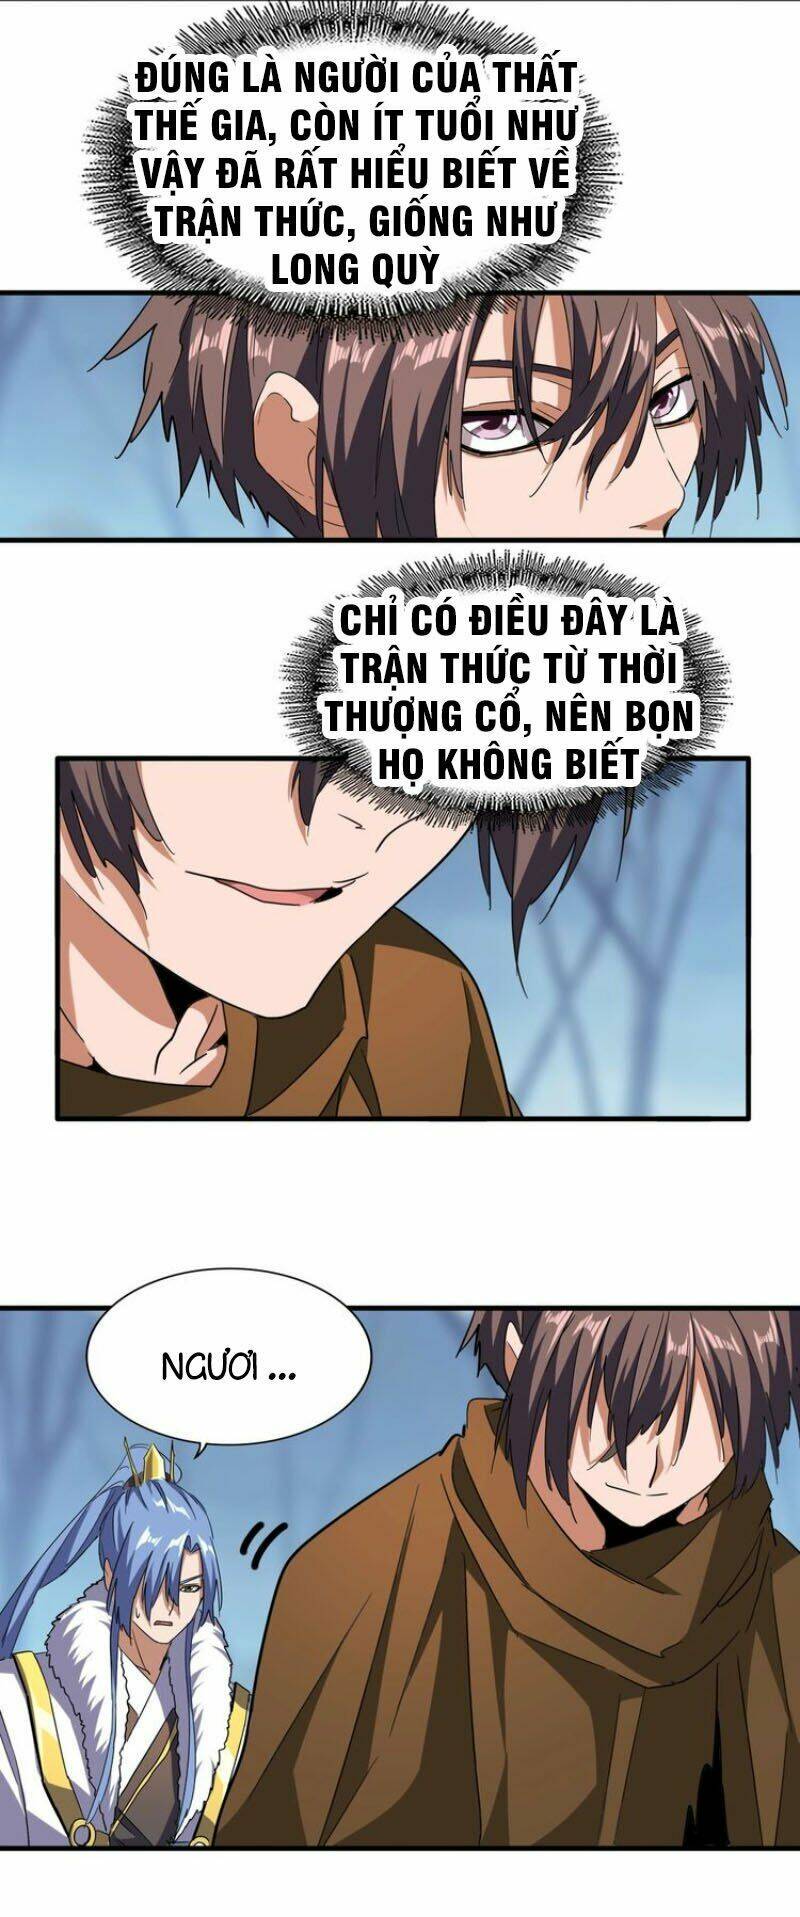 ĐÚNG LÀ NGƯỜI CỦA THẤT
THẾ GIA, CÒN ÍT TUỔI NHƯ
VẬY ĐÃ RẤT HIỂU BIẾT VỀ
TRẬN THỨC, GIỐNG NHƯ
LONG QUỲ
CHỈ CÓ ĐIỀU ĐÂY LÀ
TRẬN THỨC TỪ THỜI
THƯỢNG CỔ, NÊN BỌN
HỌ KHÔNG BIẾT
NGƯƠI ...